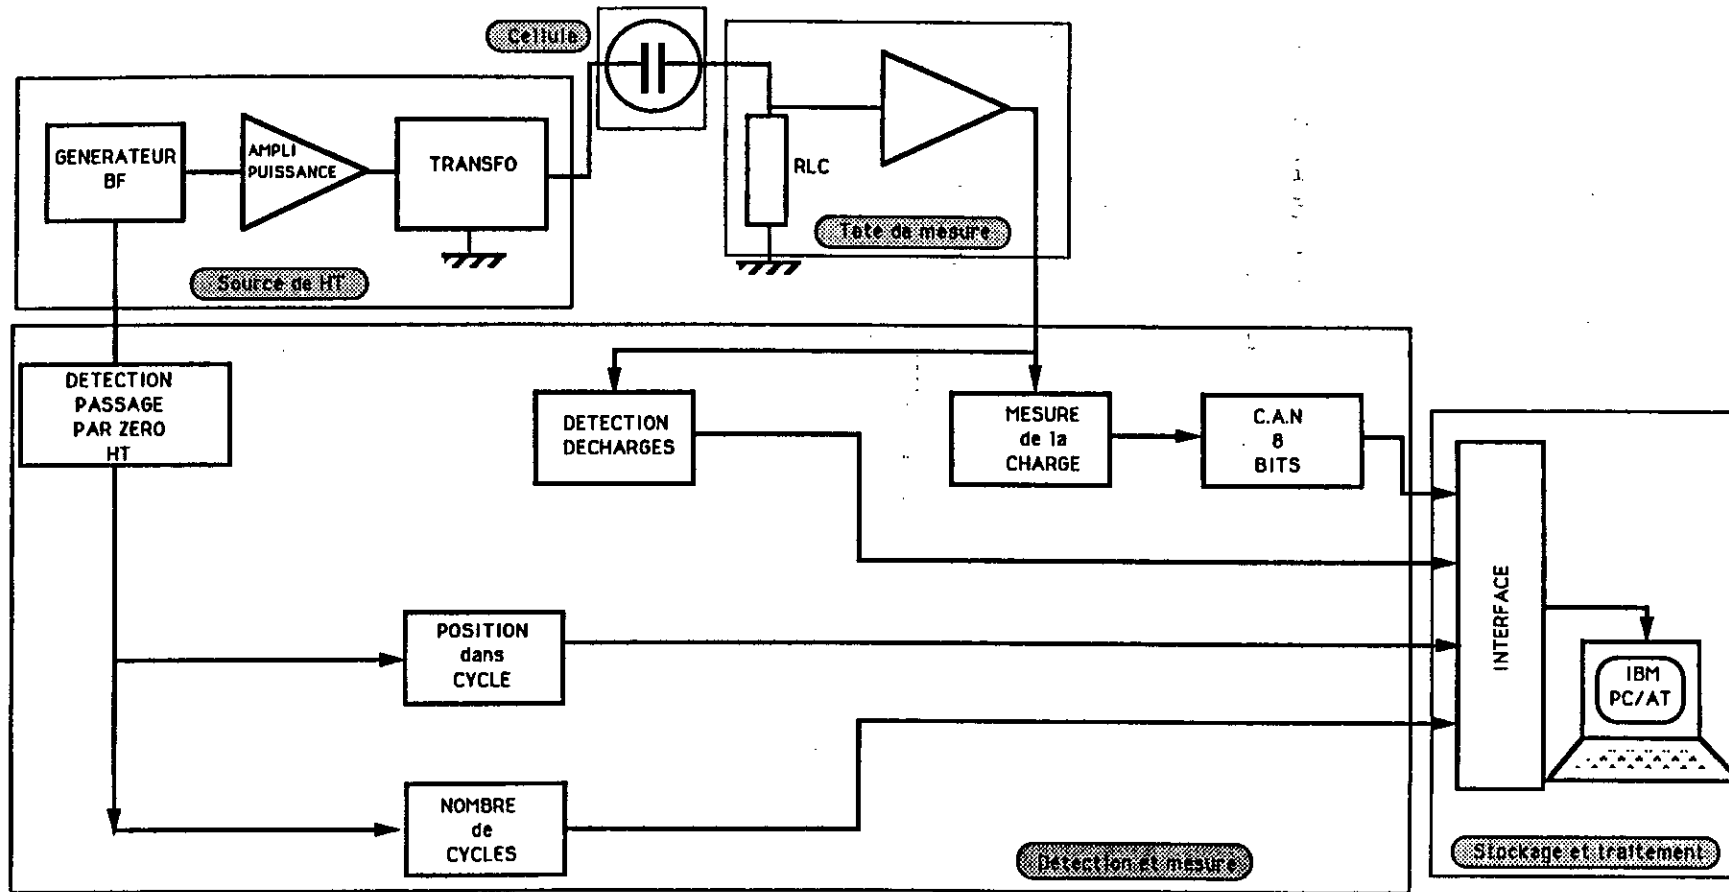 Cellule
GENERATEUR
BF
AMPLI
PUISSANCE
TRANSFO
RLC
Tete de mesure
Source de HT
DETECTION
PASSAGE
PAR ZERO
HT
DETECTION
DECHARGES
MESURE
de la
CHARGE
C.A.N
8
BITS
POSITION
dans
CYCLE
NOMBRE
de
CYCLES
INTERFACE
IBM
PC/AT
Détection et mesure
Stockage et traitement